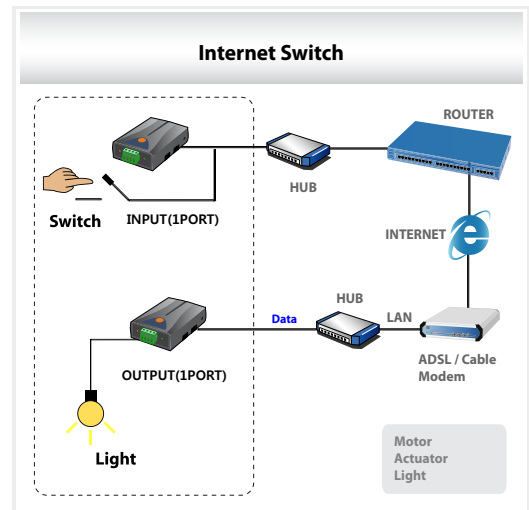 Internet Switch
ROUTER
HUB
Switch
INPUT(1PORT)
INTERNET
HUB
Data
LAN
ADSL / Cable
Modem
OUTPUT(1PORT)
Light
Motor
Actuator
Light